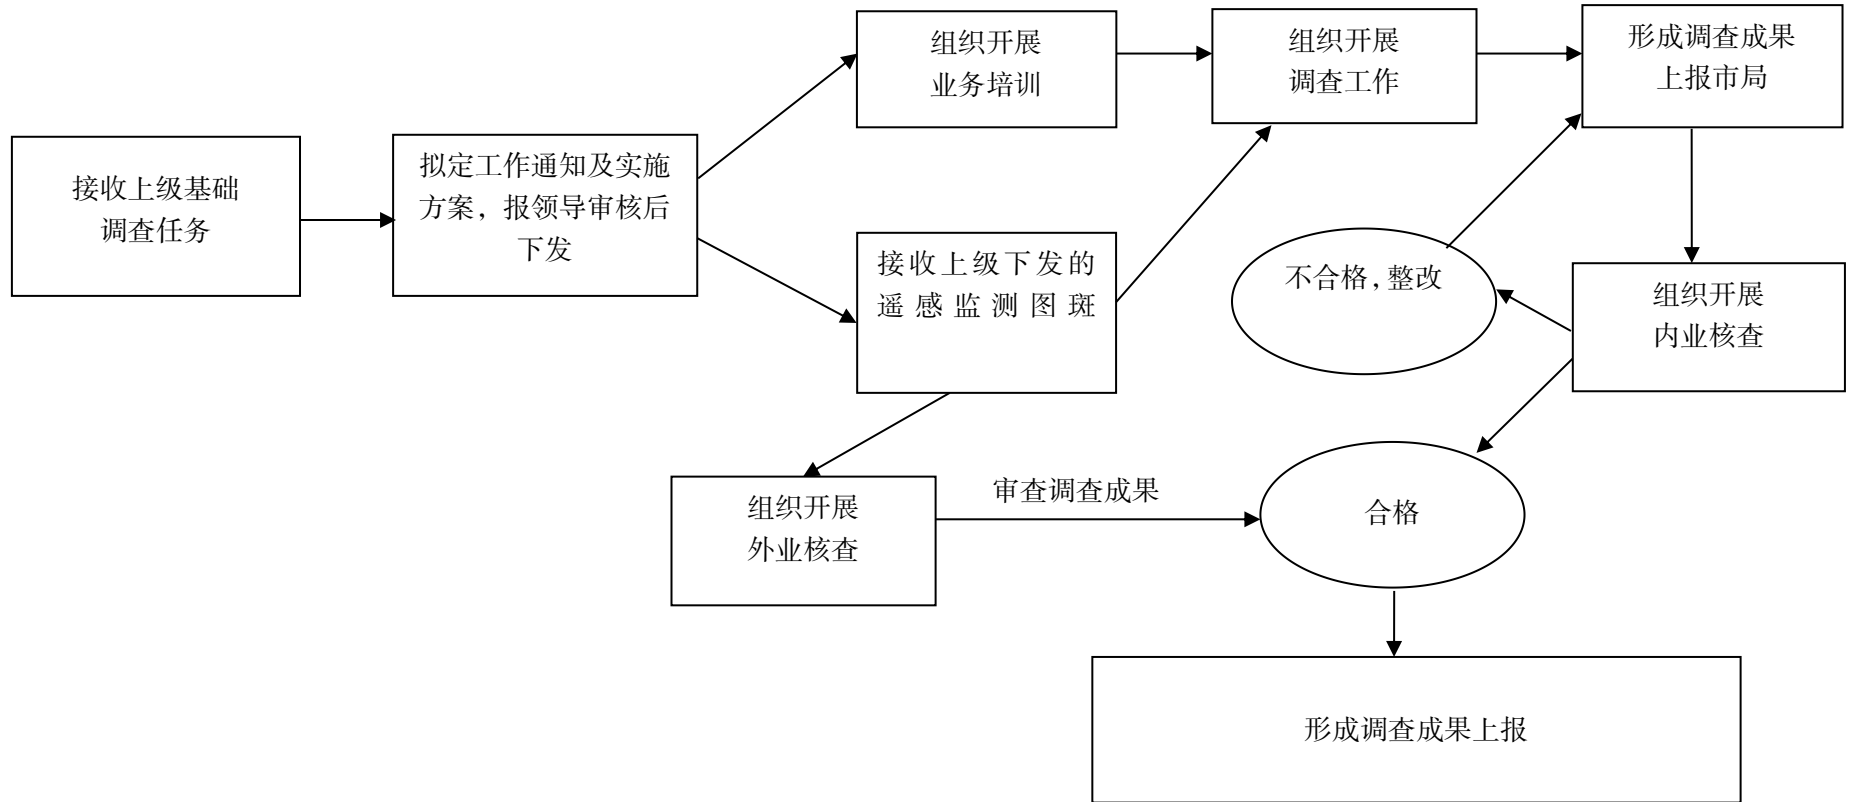 接收上级基础
调查任务
拟定工作通知及实施
方案，报领导审核后
下发
组织开展
业务培训
接收上级下发的
遥感监测图斑
组织开展
调查工作
形成调查成果
上报市局
不合格，整改
组织开展
内业核查
组织开展
外业核查
审查调查成果
合格
形成调查成果上报